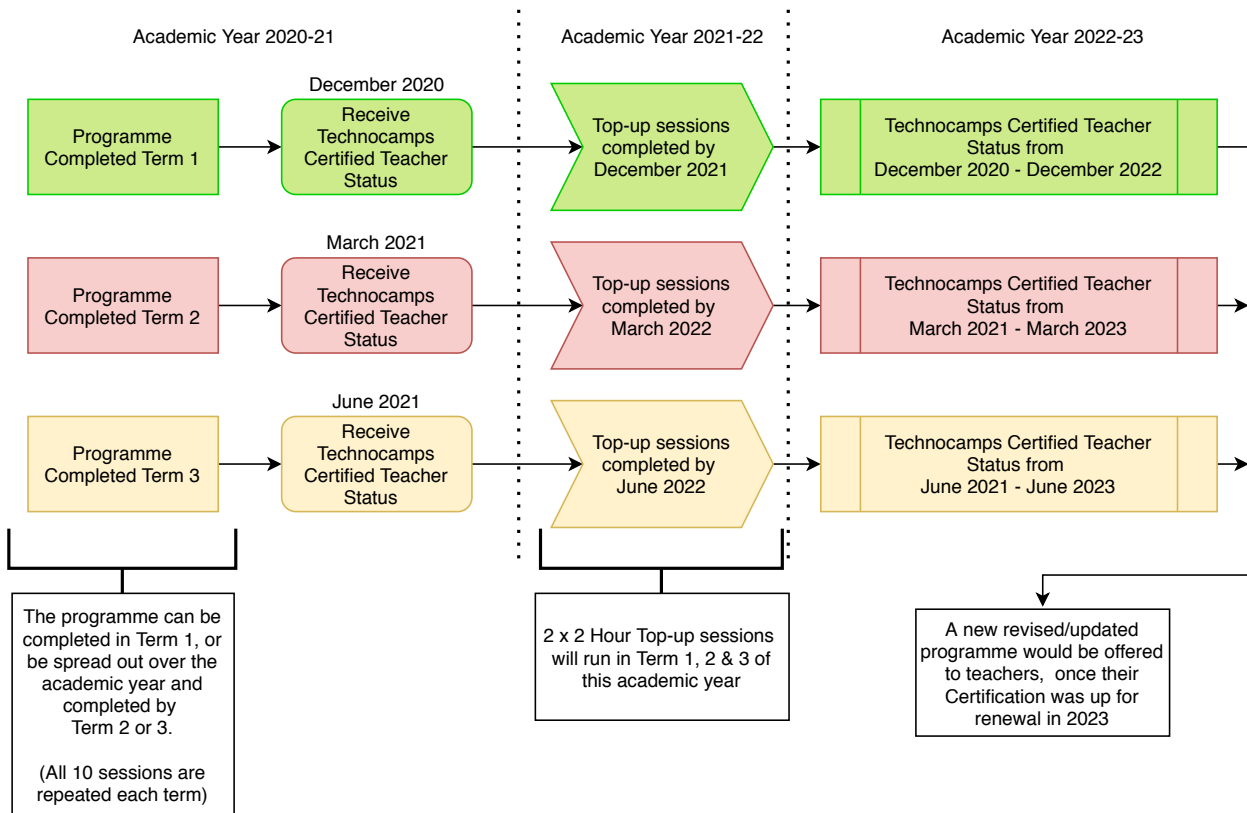 Academic Year 2020-21
Academic Year 2021-22
Academic Year 2022-23
December 2020
Programme
Completed Term 1
Receive
Technocamps
Certified Teacher
Status
Top-up sessions
completed by
December 2021
Technocamps Certified Teacher
Status from
December 2020 - December 2022
March 2021
Programme
Completed Term 2
Receive
Technocamps
Certified Teacher
Status
Top-up sessions
completed by
March 2022
Technocamps Certified Teacher
Status from
March 2021 - March 2023
June 2021
Programme
Completed Term 3
Receive
Technocamps
Certified Teacher
Status
Top-up sessions
completed by
June 2022
Technocamps Certified Teacher
Status from
June 2021 - June 2023
The programme can be
completed in Term 1, or
be spread out over the
academic year and
completed by
Term 2 or 3.
(All 10 sessions are
repeated each term)
2 x 2 Hour Top-up sessions
will run in Term 1, 2 & 3 of
this academic year
A new revised/updated
programme would be offered
to teachers, once their
Certification was up for
renewal in 2023